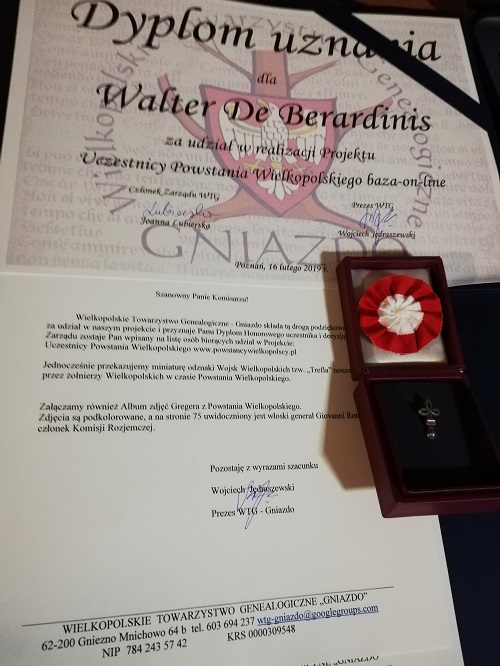 Dyplom uznania
dla
Walter De Berardinis
za udział w realizacji Projektu
Uczestnicy Powstania Wielkopolskiego baza-on-line
Członek Zarządu WTG
Joanna Lubierska
Prezes WTG
Wojciech Jędraszewski
GNIAZDO
Poznań, 16 lutego 2019 r.
Szanowny Panie Komisarzu!
Wielkopolskie Towarzystwo Genealogiczne - Gniazdo składa tą drogą podziękowa
za udział w naszym projekcie i przyznaje Panu Dyplom Honorowego uczestnika i decyzją
Zarządu zostaje Pan wpisany na listę osób biorących udział w Projekcie:
Uczestnicy Powstania Wielkopolskiego www.powstancywielkopolscy.pl
Jednocześnie przekazujemy miniaturę odznaki Wojsk Wielkopolskich tzw. „Trefla" noszo
przez żołnierzy Wielkopolskich w czasie Powstania Wielkopolskiego.
Załączamy również Album zdjęć Gregera z Powstania Wielkopolskiego.
Zdjęcia są podkolorowane, a na stronie 75 uwidoczniony jest włoski generał Giovanni Ro
członek Komisji Rozjemczej.
Pozostaję z wyrazami szacunku
Wojciech Jędraszewski
Prezes WTG - Gniazdo
WIELKOPOLSKIE TOWARZYSTWO GENEALOGICZNE „GNIAZDO"
62-200 Gniezno Mnichowo 64 b tel. 603 694 237 wtg-gniazdo@googlegroups.com
NIP 784 243 57 42 KRS 0000309548